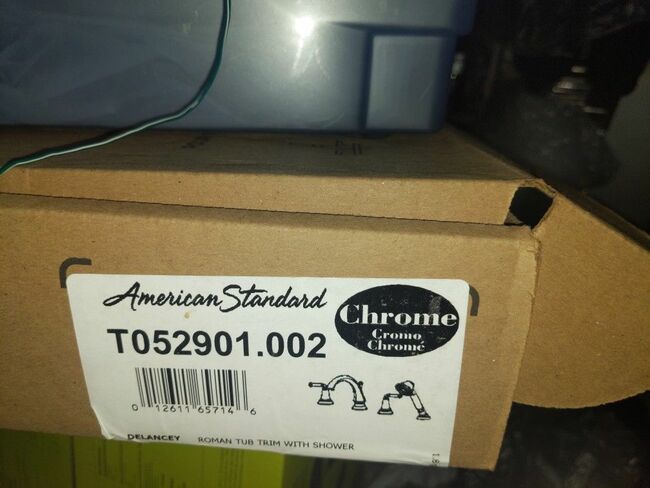 American Standard
T052901.002
Chrome
Cromo
Chromé
0 12611 65714 6
DELANCEY ROMAN TUB TRIM WITH SHOWER